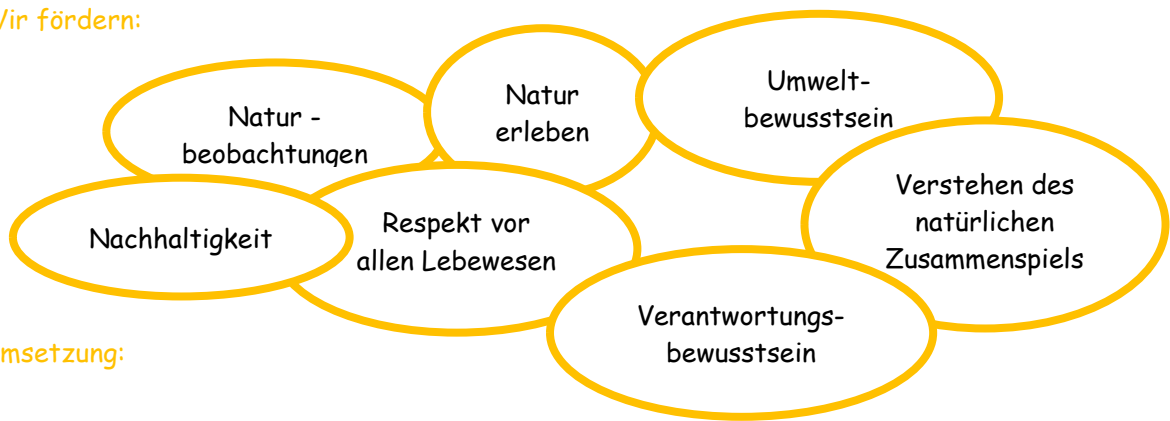 Wir fördern:
Natur -
beobachtungen
Natur
erleben
Umwelt-
bewusstsein
Nachhaltigkeit
Respekt vor
allen Lebewesen
Verstehen des
natürlichen
Zusammenspiels
Verantwortungs-
bewusstsein
msetzung: